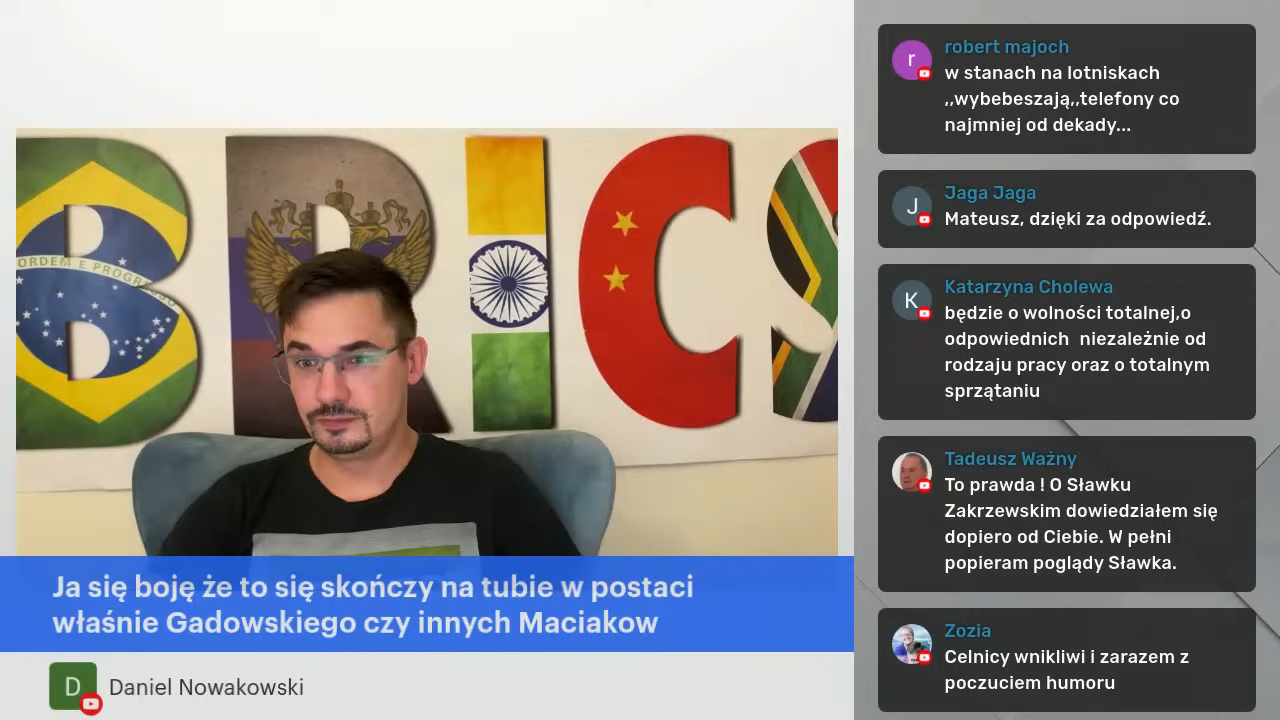 BRICS
ORDEM E PROGRESSO
Ja się boję że to się skończy na tubie w postaci
właśnie Gadowskiego czy innych Maciakow
D
Daniel Nowakowski
r
robert majoch
w stanach na lotniskach
,,wybebeszają,,telefony co
najmniej od dekady...
J
Jaga Jaga
Mateusz, dzięki za odpowiedź.
K
Katarzyna Cholewa
będzie o wolności totalnej,o
odpowiednich  niezależnie od
rodzaju pracy oraz o totalnym
sprzątaniu
Tadeusz Ważny
To prawda ! O Sławku
Zakrzewskim dowiedziałem się
dopiero od Ciebie. W pełni
popieram poglądy Sławka.
Zozia
Celnicy wnikliwi i zarazem z
poczuciem humoru